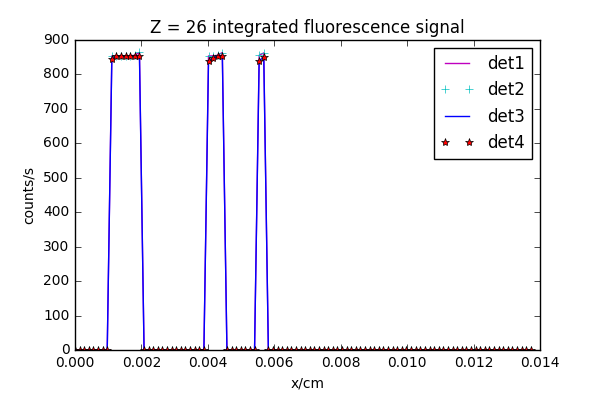 Z = 26 integrated fluorescence signal
900
800
700
600
500
400
300
200
100
0
counts/s
0.000 0.002 0.004 0.006 0.008 0.010 0.012 0.014
x/cm
det1
det2
det3
det4